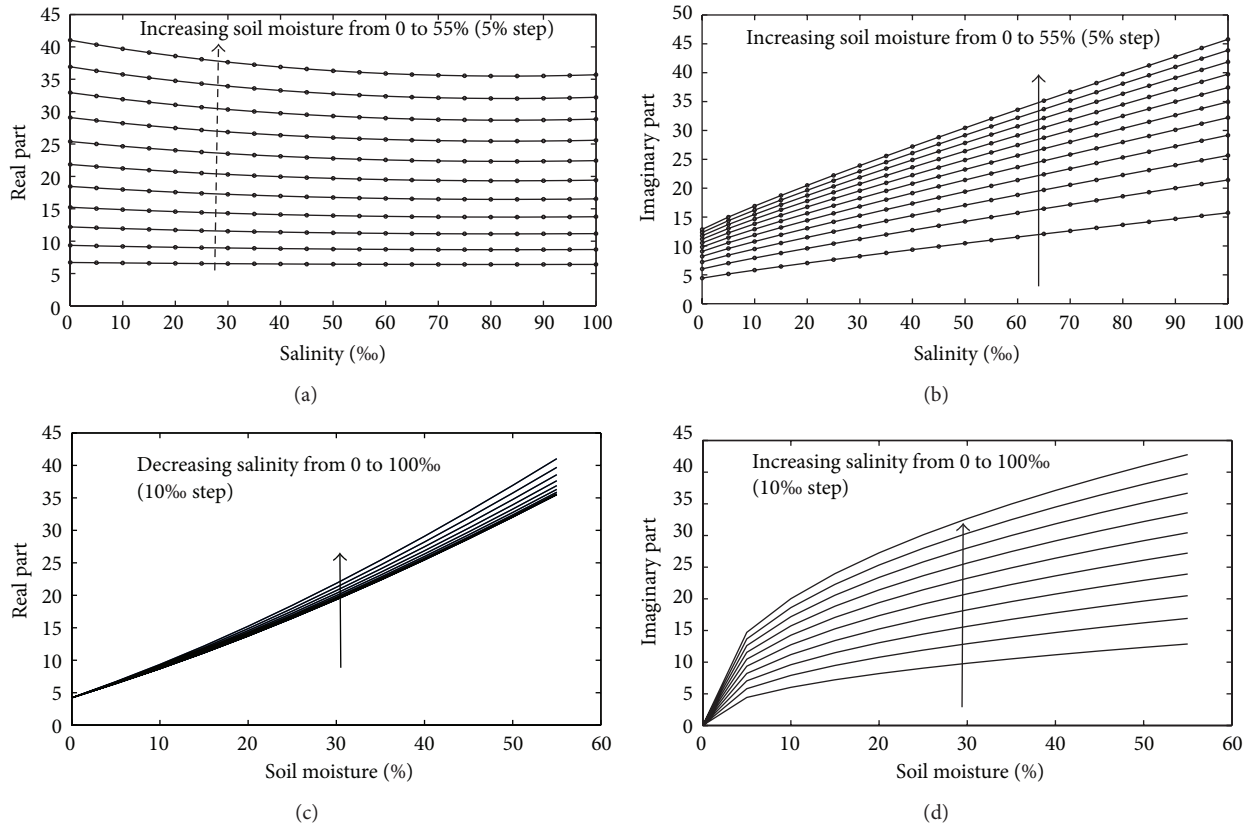 Increasing soil moisture from 0 to 55% (5% step)
45
40
35
30
25
20
15
10
5
0
Real part
0 10 20 30 40 50 60 70 80 90 100
Salinity (‰)
(a)
Increasing soil moisture from 0 to 55% (5% step)
50
45
40
35
30
25
20
15
10
5
0
Imaginary part
0 10 20 30 40 50 60 70 80 90 100
Salinity (‰)
(b)
Decreasing salinity from 0 to 100‰
(10‰ step)
45
40
35
30
25
20
15
10
5
0
Real part
0 10 20 30 40 50 60
Soil moisture (%)
(c)
Increasing salinity from 0 to 100‰
(10‰ step)
45
40
35
30
25
20
15
10
5
0
Imaginary part
0 10 20 30 40 50 60
Soil moisture (%)
(d)